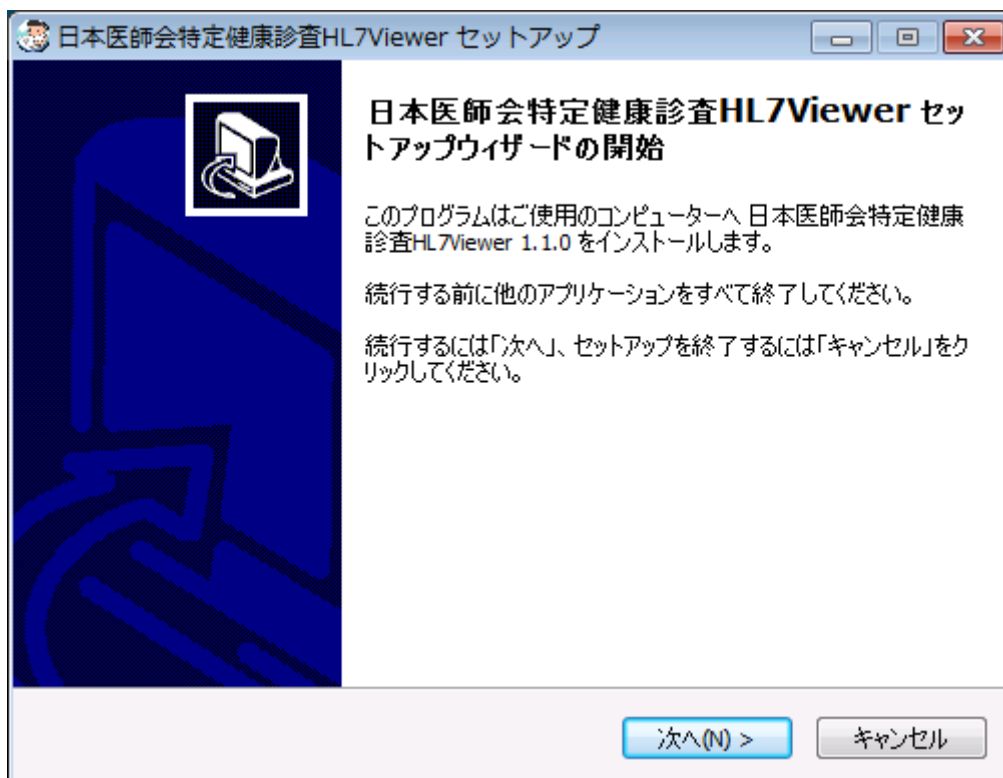 日本医師会特定健康診査HL7Viewer セットアップ
日本医師会特定健康診査HL7Viewer セッ
トアップウィザードの開始
このプログラムはご使用のコンピューターへ 日本医師会特定健康
診査HL7Viewer 1.1.0 をインストールします。
続行する前に他のアプリケーションをすべて終了してください。
続行するには「次へ」、セットアップを終了するには「キャンセル」をク
リックしてください。
次へ(N) >
キャンセル